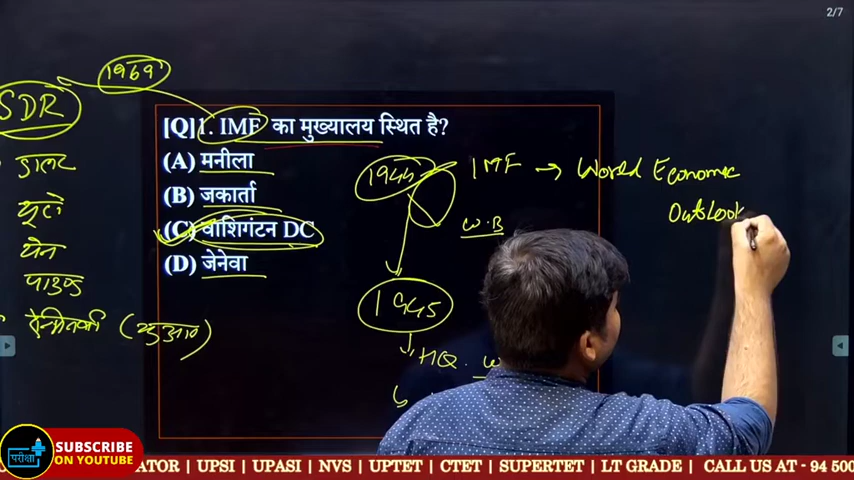 2/7
1969
SDR
डालर
यूरो
येन
पाउण्ड
रेन्मिनबी (युआन)
[Q]1. IMF का मुख्यालय स्थित है?
(A) मनीला
(B) जकार्ता
(C) वाशिगंटन DC
(D) जेनेवा
1944
IMF → World Economic
Outlook
W.B
1945
HQ. W
परीक्षा
SUBSCRIBE
ON YOUTUBE
ATOR | UPSI | UPASI | NVS | UPTET | CTET | SUPERTET | LT GRADE | CALL US AT - 94 500